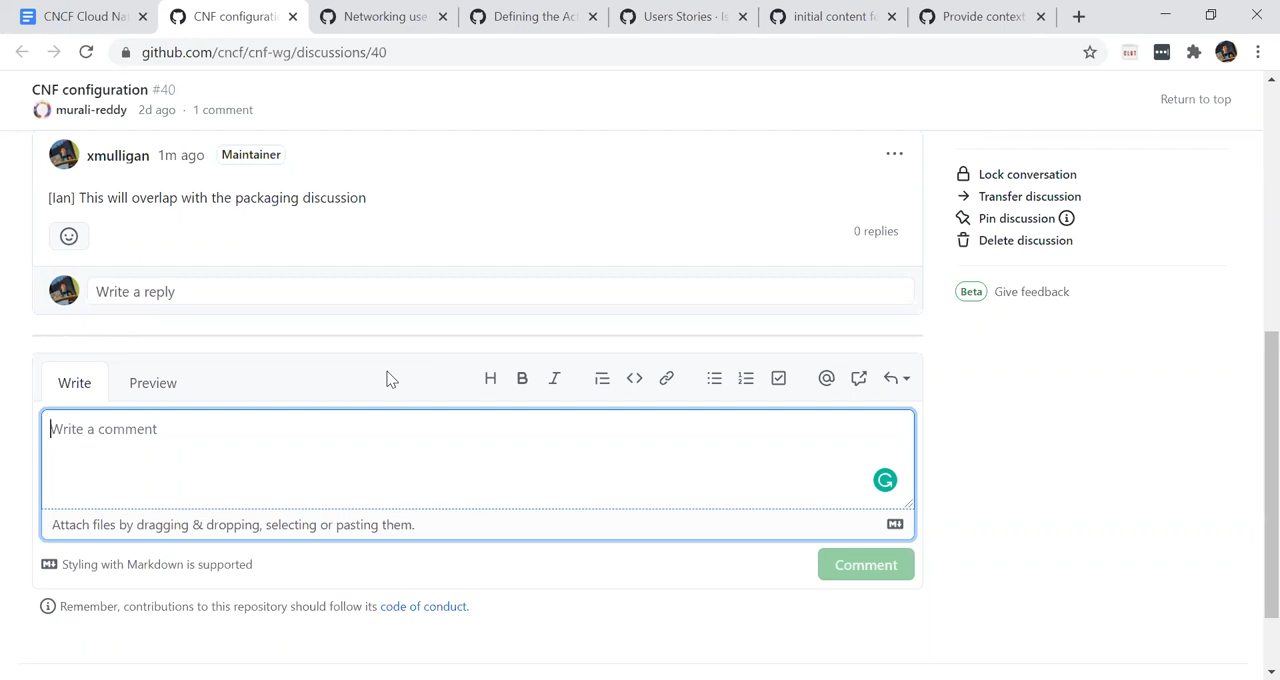 CNCF Cloud Na
CNF configurati
Networking use
Defining the Ac
Users Stories · Is
initial content fo
Provide context
github.com/cncf/cnf-wg/discussions/40
CNF configuration #40
murali-reddy 2d ago · 1 comment
Return to top
xmulligan 1m ago Maintainer
[Ian] This will overlap with the packaging discussion
0 replies
Write a reply
Lock conversation
Transfer discussion
Pin discussion
Delete discussion
Beta Give feedback
Write Preview
Write a comment
Attach files by dragging & dropping, selecting or pasting them.
Styling with Markdown is supported
Comment
Remember, contributions to this repository should follow its code of conduct.